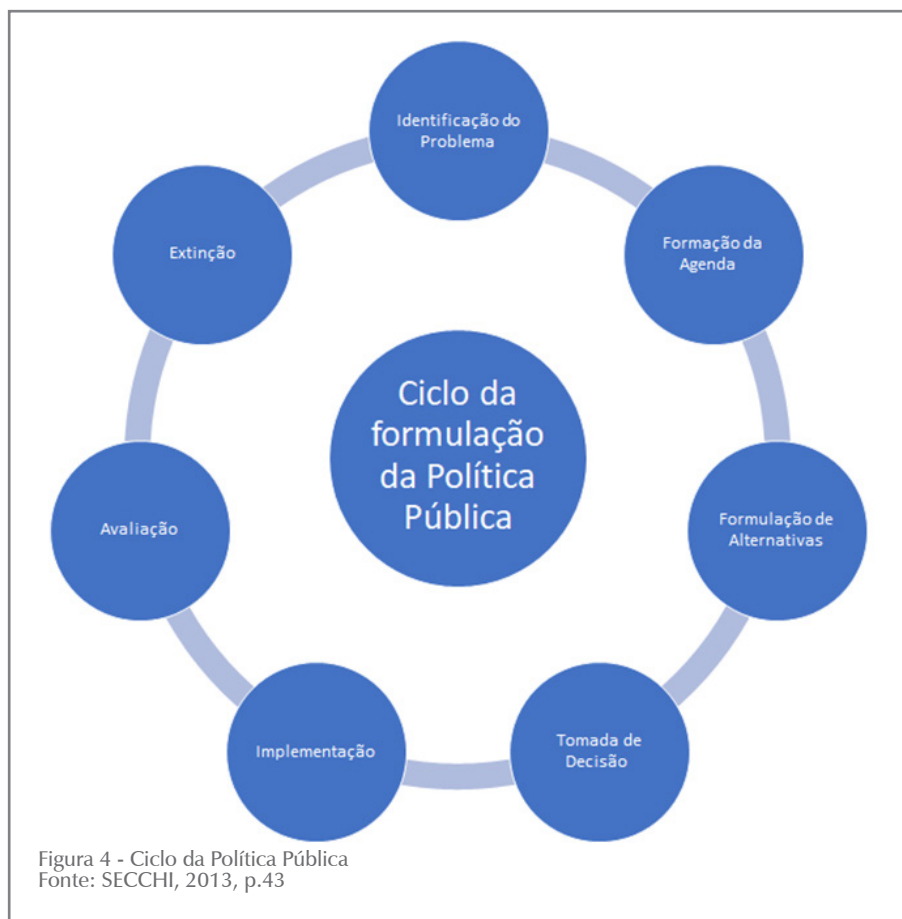 Identificação do
Problema
Formação da
Agenda
Formulação de
Alternativas
Tomada de
Decisão
Implementação
Avaliação
Extinção
Ciclo da
formulação
da Política
Pública
Figura 4 - Ciclo da Política Pública
Fonte: SECCHI, 2013, p.43